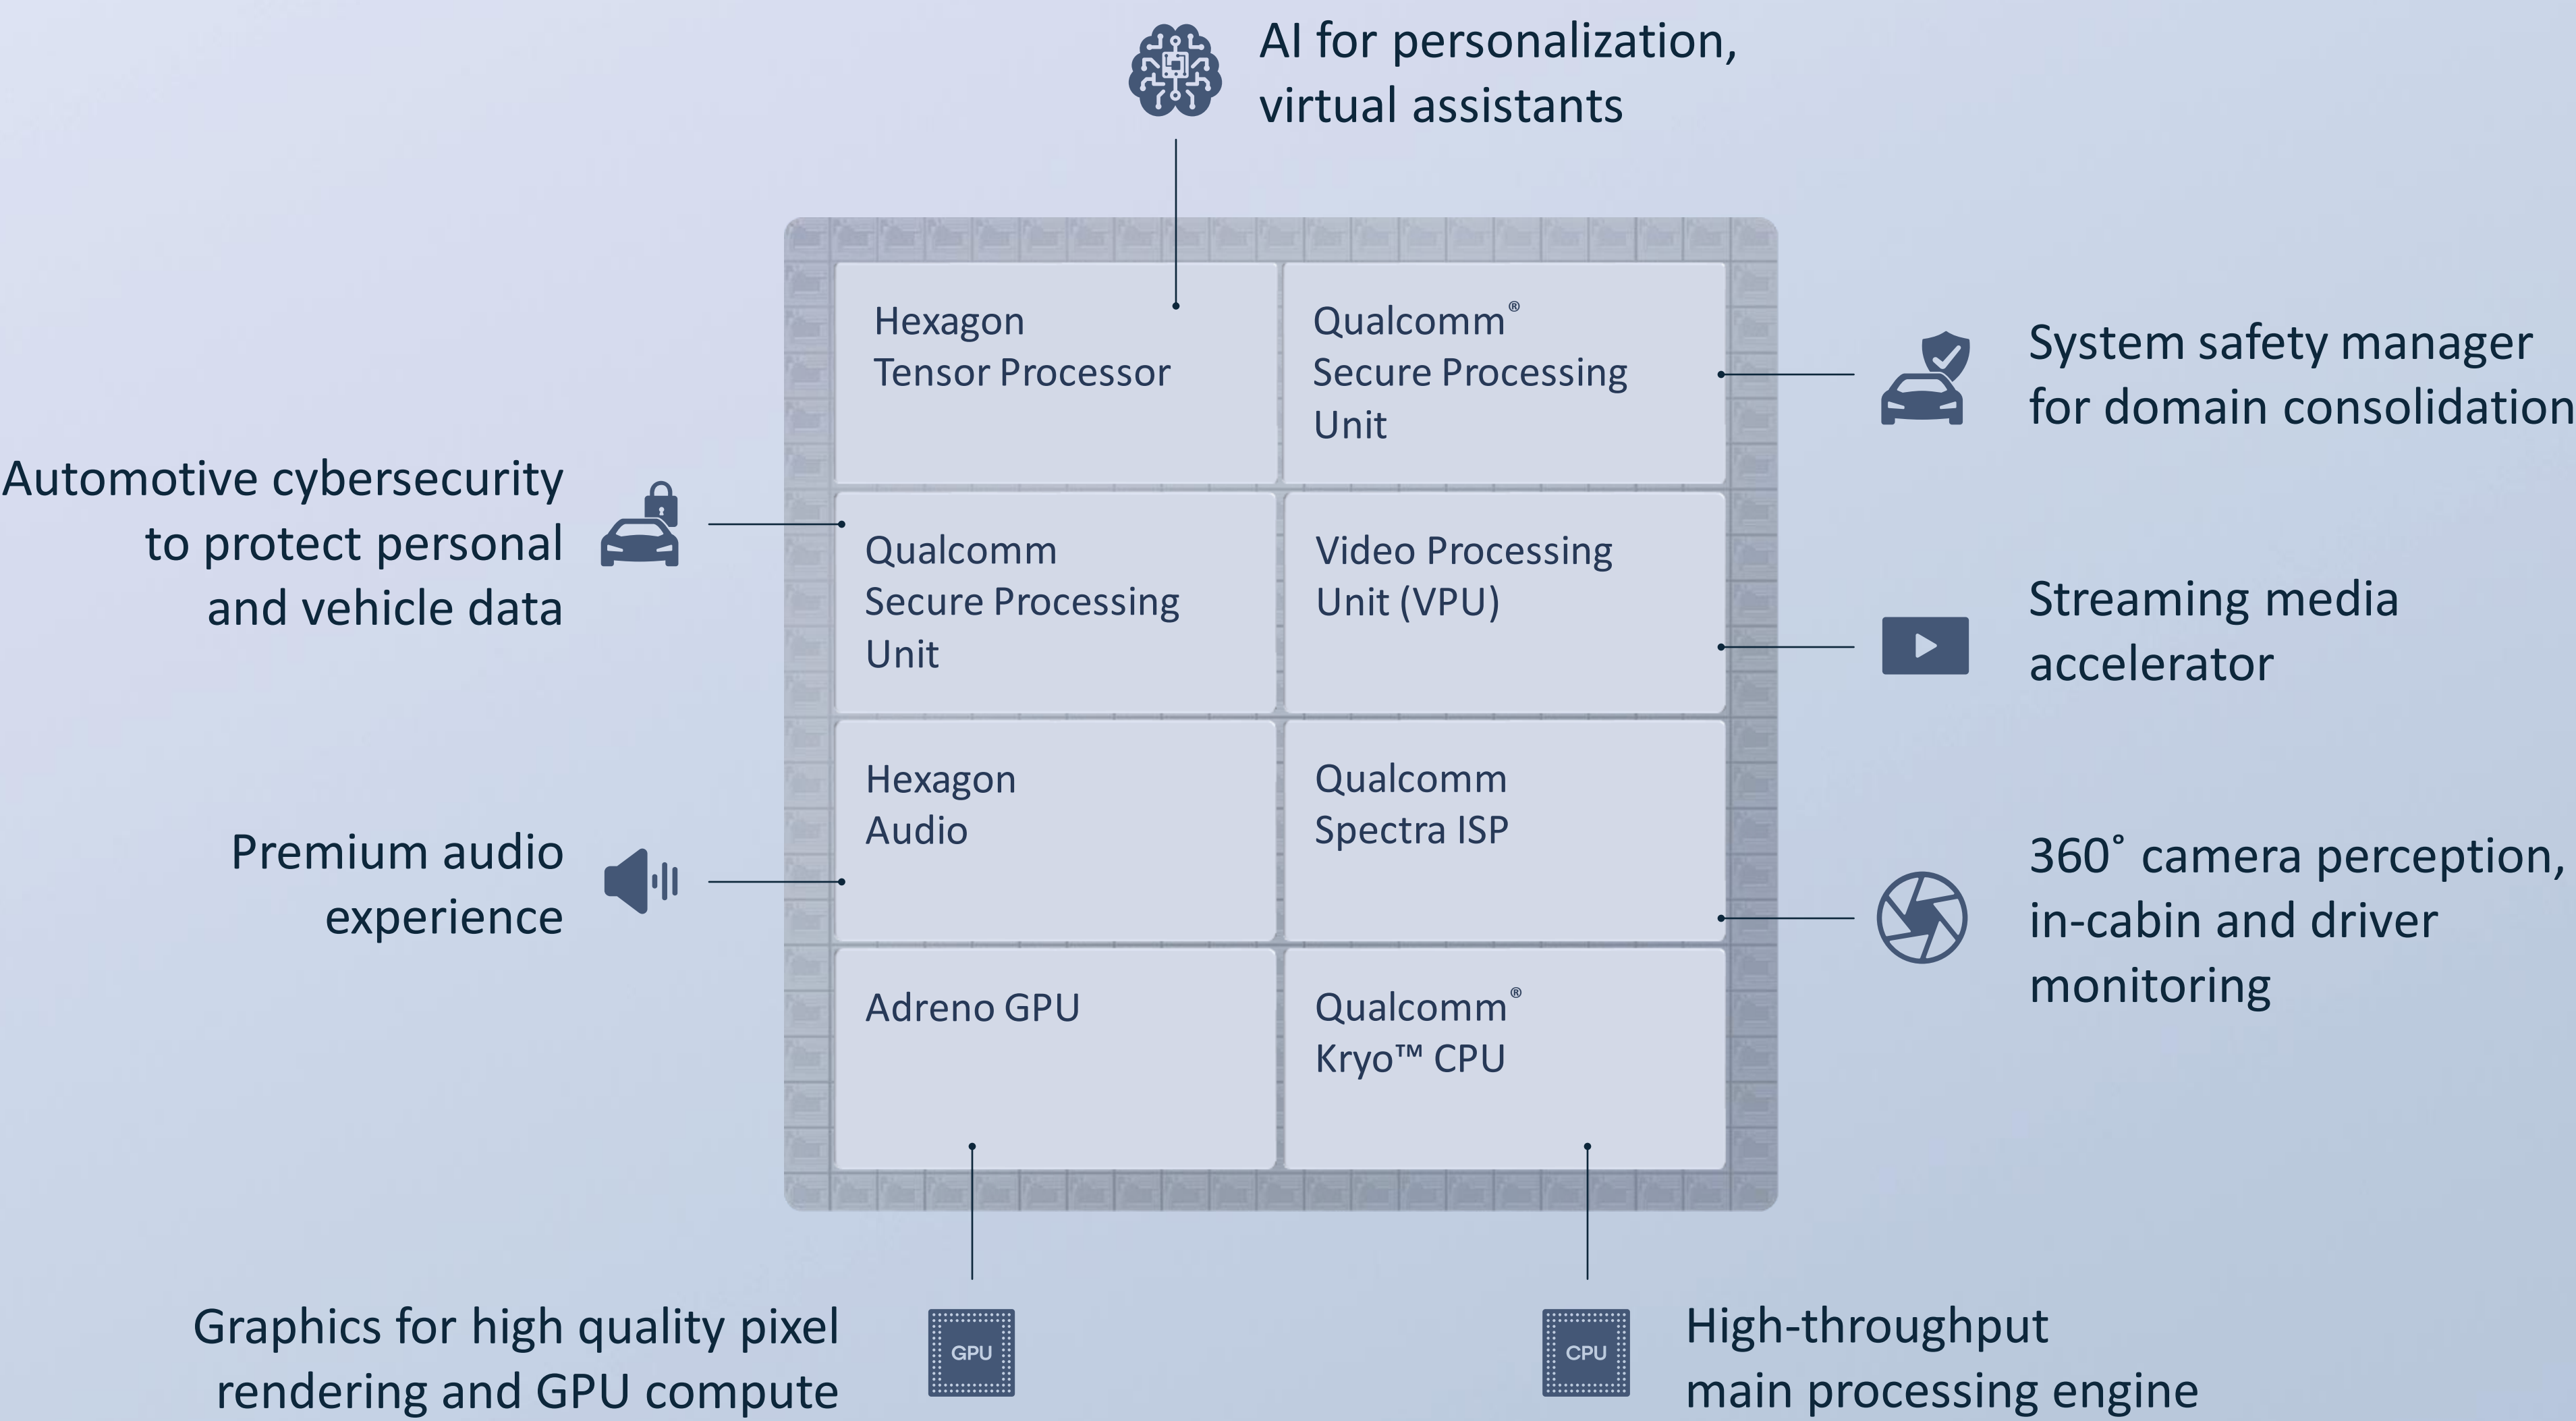 AI for personalization,
virtual assistants
Hexagon
Tensor Processor
Qualcomm®
Secure Processing
Unit
System safety manager
for domain consolidation
Automotive cybersecurity
to protect personal
and vehicle data
Qualcomm
Secure Processing
Unit
Video Processing
Unit (VPU)
Streaming media
accelerator
Premium audio
experience
Hexagon
Audio
Qualcomm
Spectra ISP
360° camera perception,
in-cabin and driver
monitoring
Adreno GPU
Qualcomm®
Kryo™ CPU
Graphics for high quality pixel
rendering and GPU compute
GPU
CPU
High-throughput
main processing engine